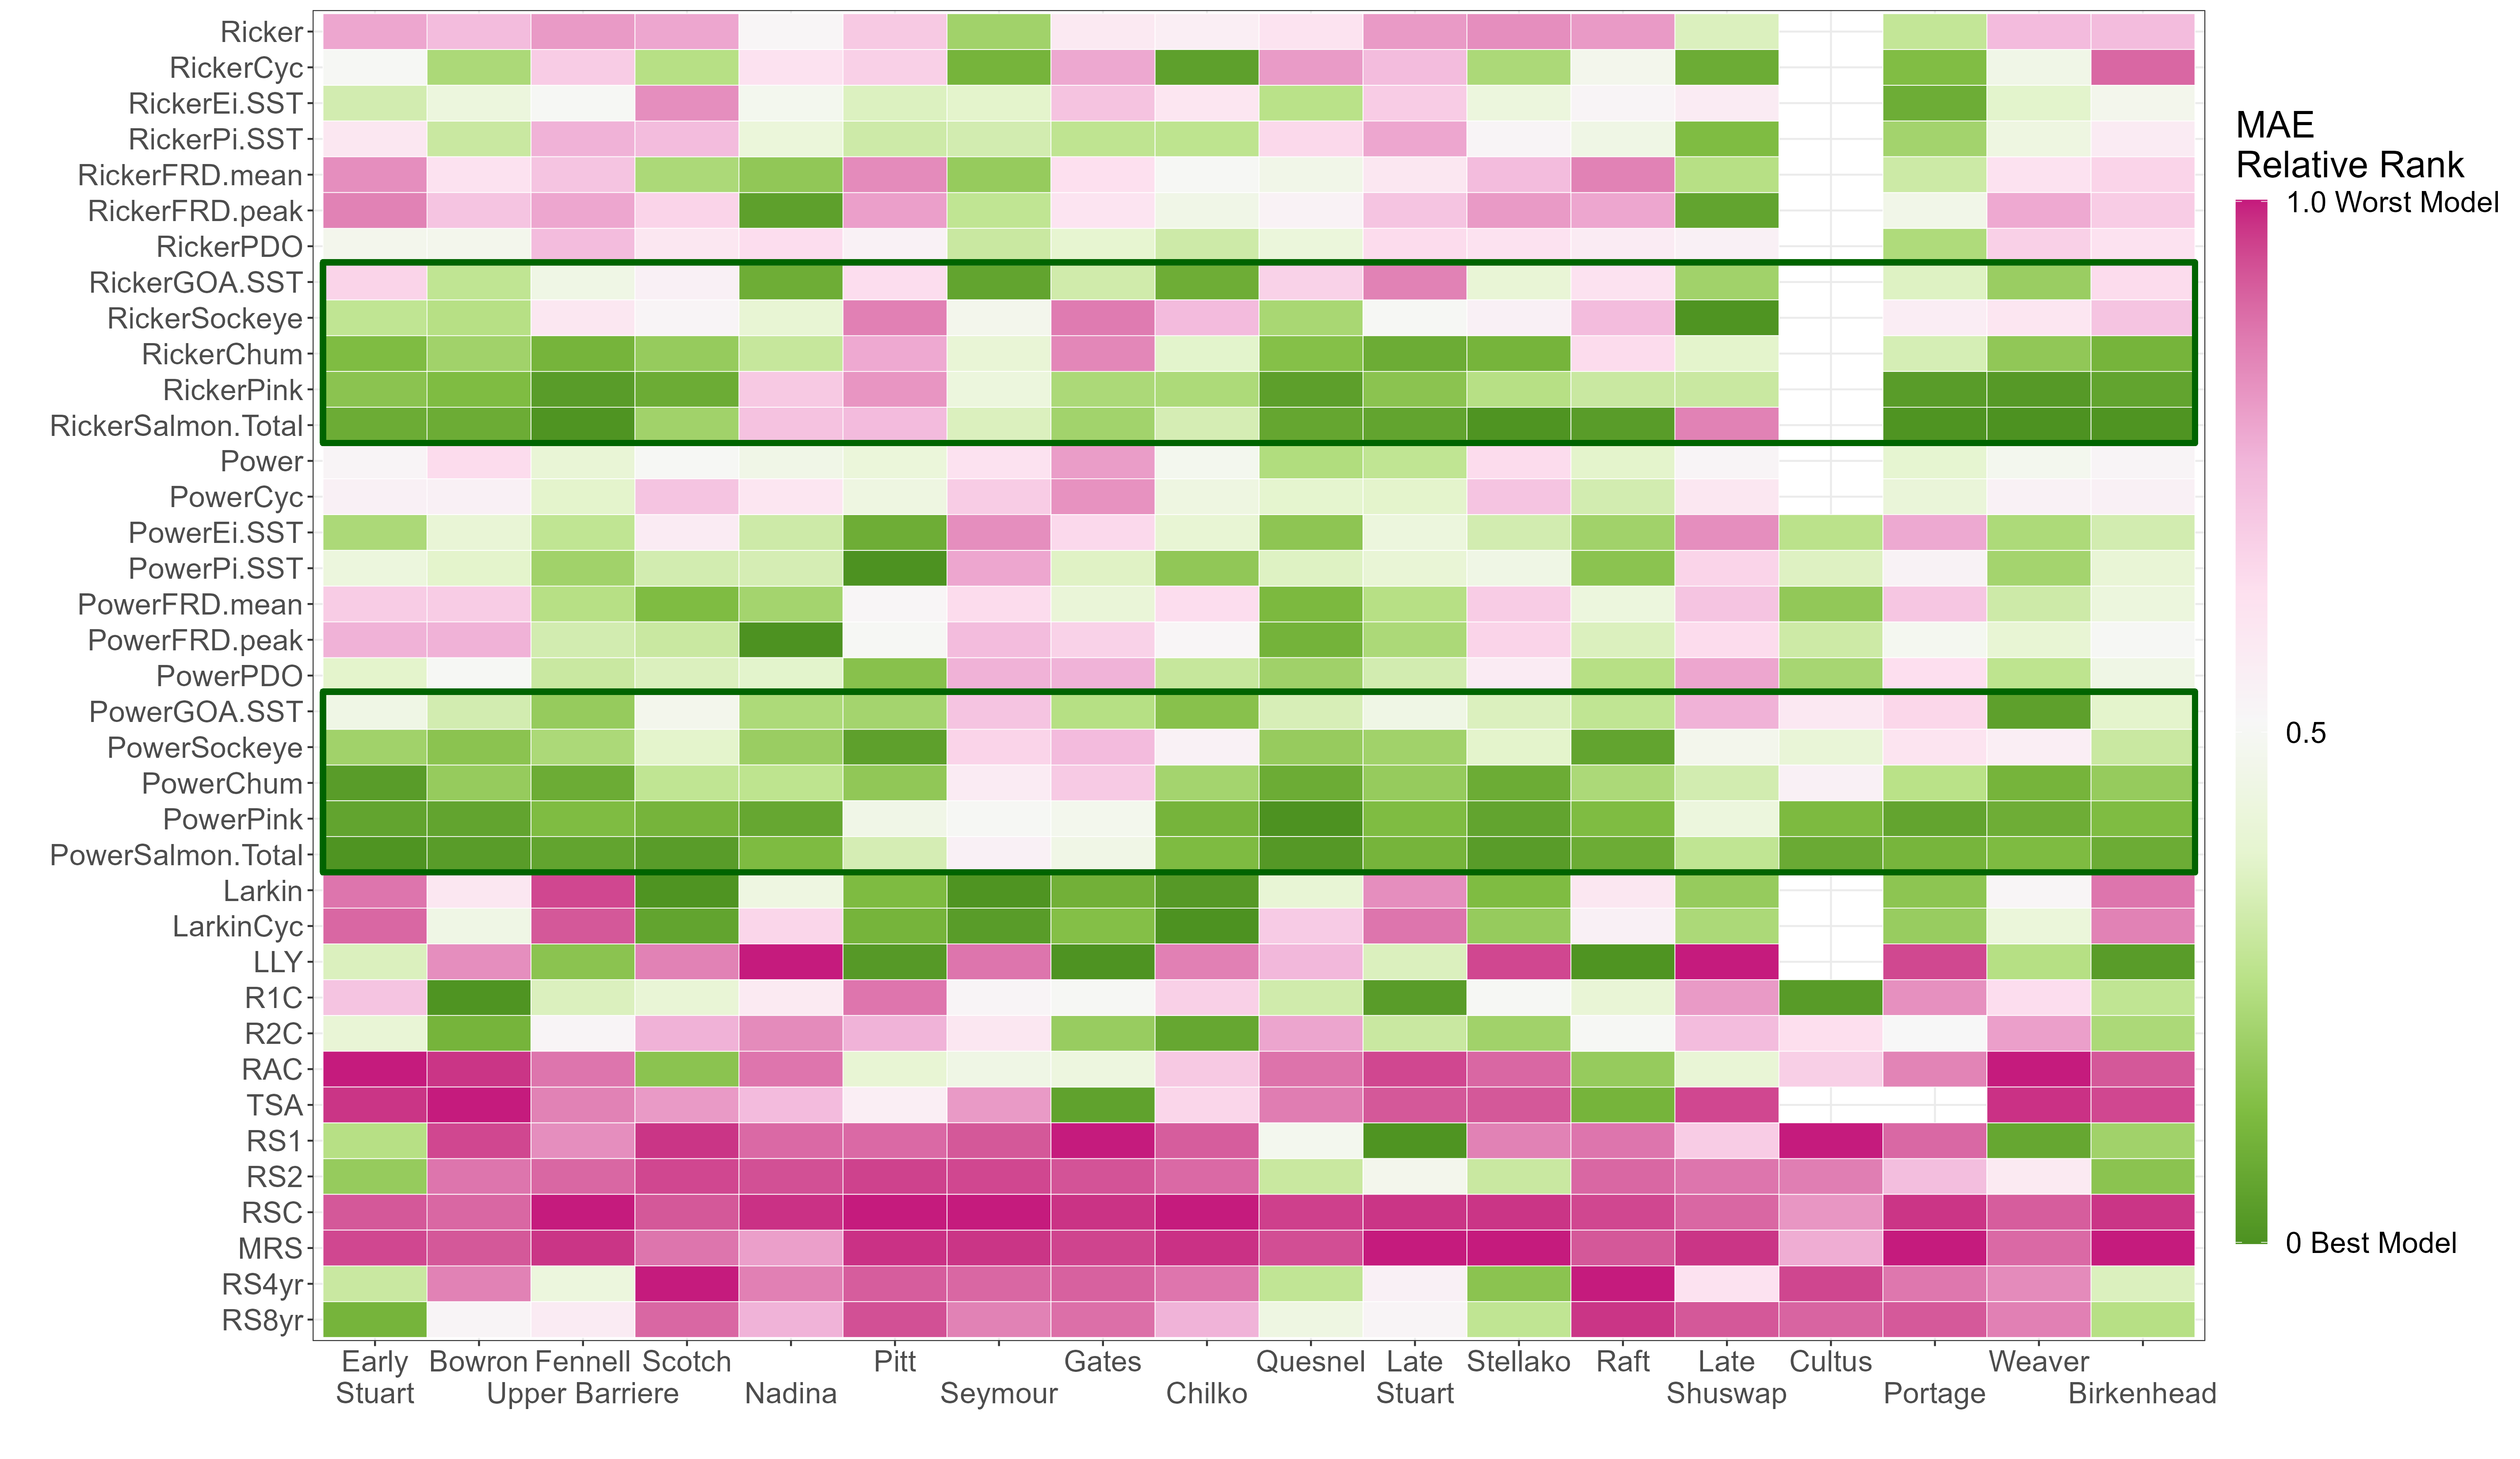 Ricker
RickerCyc
RickerEi.SST
RickerPi.SST
RickerFRD.mean
RickerFRD.peak
RickerPDO
RickerGOA.SST
RickerSockeye
RickerChum
RickerPink
RickerSalmon.Total
Power
PowerCyc
PowerEi.SST
PowerPi.SST
PowerFRD.mean
PowerFRD.peak
PowerPDO
PowerGOA.SST
PowerSockeye
PowerChum
PowerPink
PowerSalmon.Total
Larkin
LarkinCyc
LLY
R1C
R2C
RAC
TSA
RS1
RS2
RSC
MRS
RS4yr
RS8yr
Early Bowron Fennell Scotch Pitt Gates Quesnel Late Stellako Raft Late Cultus Weaver
Stuart Upper Barriere Nadina Seymour Chilko Stuart Shuswap Portage Birkenhead
MAE
Relative Rank
1.0 Worst Model
0.5
0 Best Model